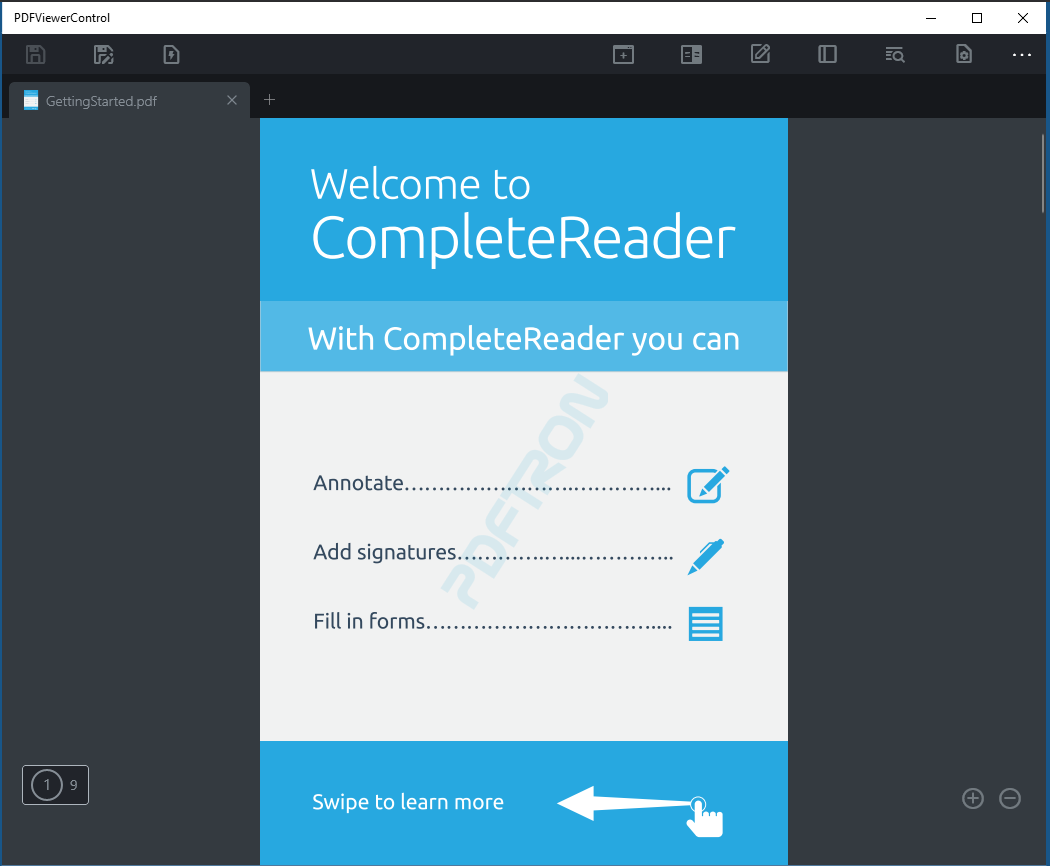 PDFViewerControl
GettingStarted.pdf
Welcome to
CompleteReader
With CompleteReader you can
PDFTRON
Annotate…………………….…………...
Add signatures………….…...…………..
Fill in forms……………………………....
1 9
Swipe to learn more